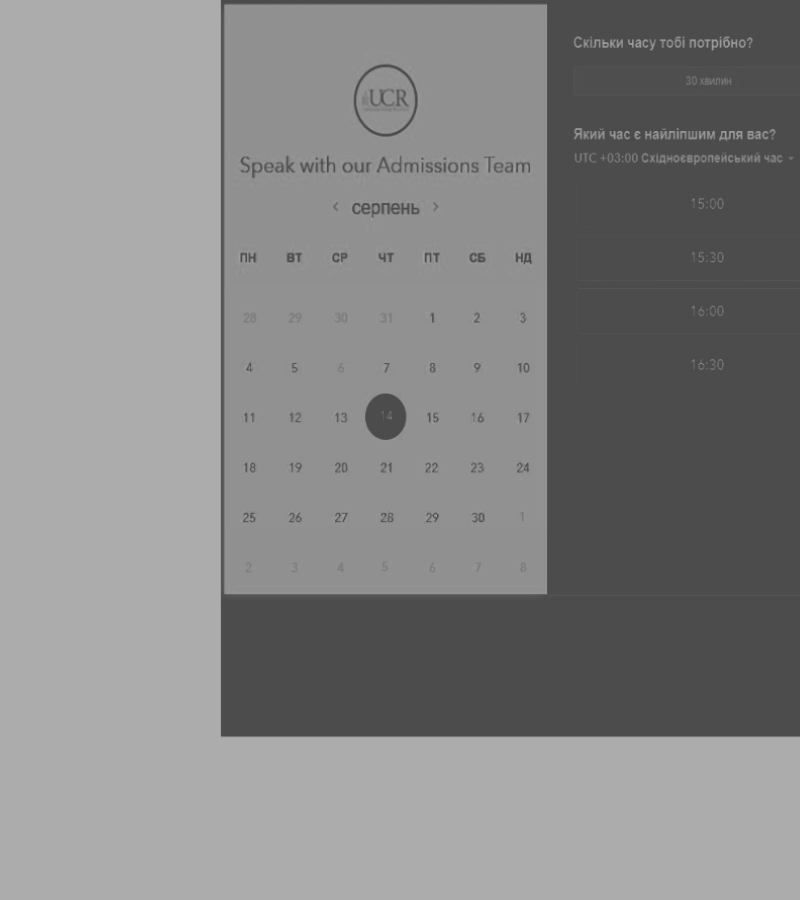 UCR
Speak with our Admissions Team
‹ серпень ›
ПН ВТ СР ЧТ ПТ СБ НД
28 29 30 31 1 2 3
4 5 6 7 8 9 10
11 12 13 14 15 16 17
18 19 20 21 22 23 24
25 26 27 28 29 30 1
2 3 4 5 6 7 8
Скільки часу тобі потрібно?
30 хвилин
Який час є найліпшим для вас?
UTC +03:00 Східноєвропейський час
15:00
15:30
16:00
16:30